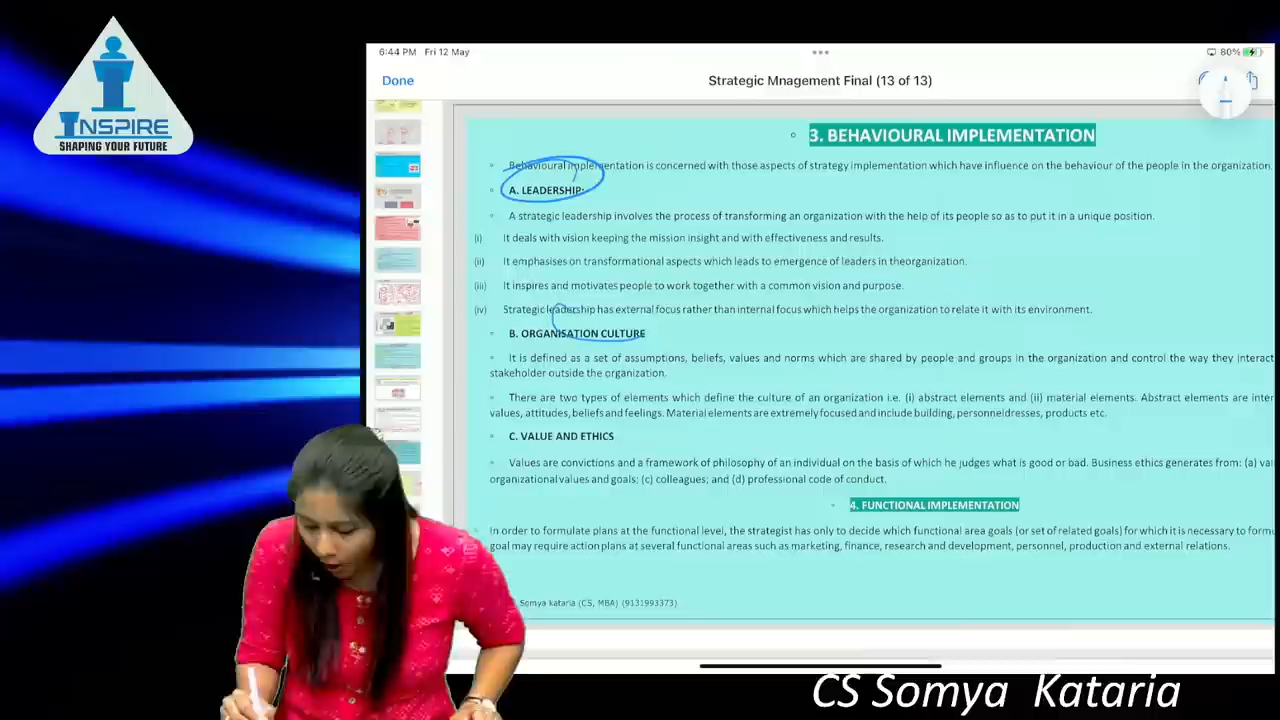 INSPIRE
SHAPING YOUR FUTURE
6:44 PM Fri 12 May
80%
Done
Strategic Mnagement Final (13 of 13)
3. BEHAVIOURAL IMPLEMENTATION
Behavioural implementation is concerned with those aspects of strategy implementation which have influence on the behaviour of the people in the organization.
A. LEADERSHIP:
A strategic leadership involves the process of transforming an organization with the help of its people so as to put it in a unique position.
(i) It deals with vision keeping the mission insight and with effectiveness and results.
(ii) It emphasises on transformational aspects which leads to emergence of leaders in theorganization.
(iii) It inspires and motivates people to work together with a common vision and purpose.
(iv) Strategic leadership has external focus rather than internal focus which helps the organization to relate it with its environment.
B. ORGANISATION CULTURE
It is defined as a set of assumptions, beliefs, values and norms which are shared by people and groups in the organization and control the way they interact
stakeholder outside the organization.
There are two types of elements which define the culture of an organization i.e. (i) abstract elements and (ii) material elements. Abstract elements are inter
values, attitudes, beliefs and feelings. Material elements are extremely focused and include building, personneldresses, products etc.
C. VALUE AND ETHICS
Values are convictions and a framework of philosophy of an individual on the basis of which he judges what is good or bad. Business ethics generates from: (a) va
organizational values and goals; (c) colleagues; and (d) professional code of conduct.
4. FUNCTIONAL IMPLEMENTATION
In order to formulate plans at the functional level, the strategist has only to decide which functional area goals (or set of related goals) for which it is necessary to form
goal may require action plans at several functional areas such as marketing, finance, research and development, personnel, production and external relations.
Somya kataria (CS, MBA) (9131993373)
CS Somya Kataria